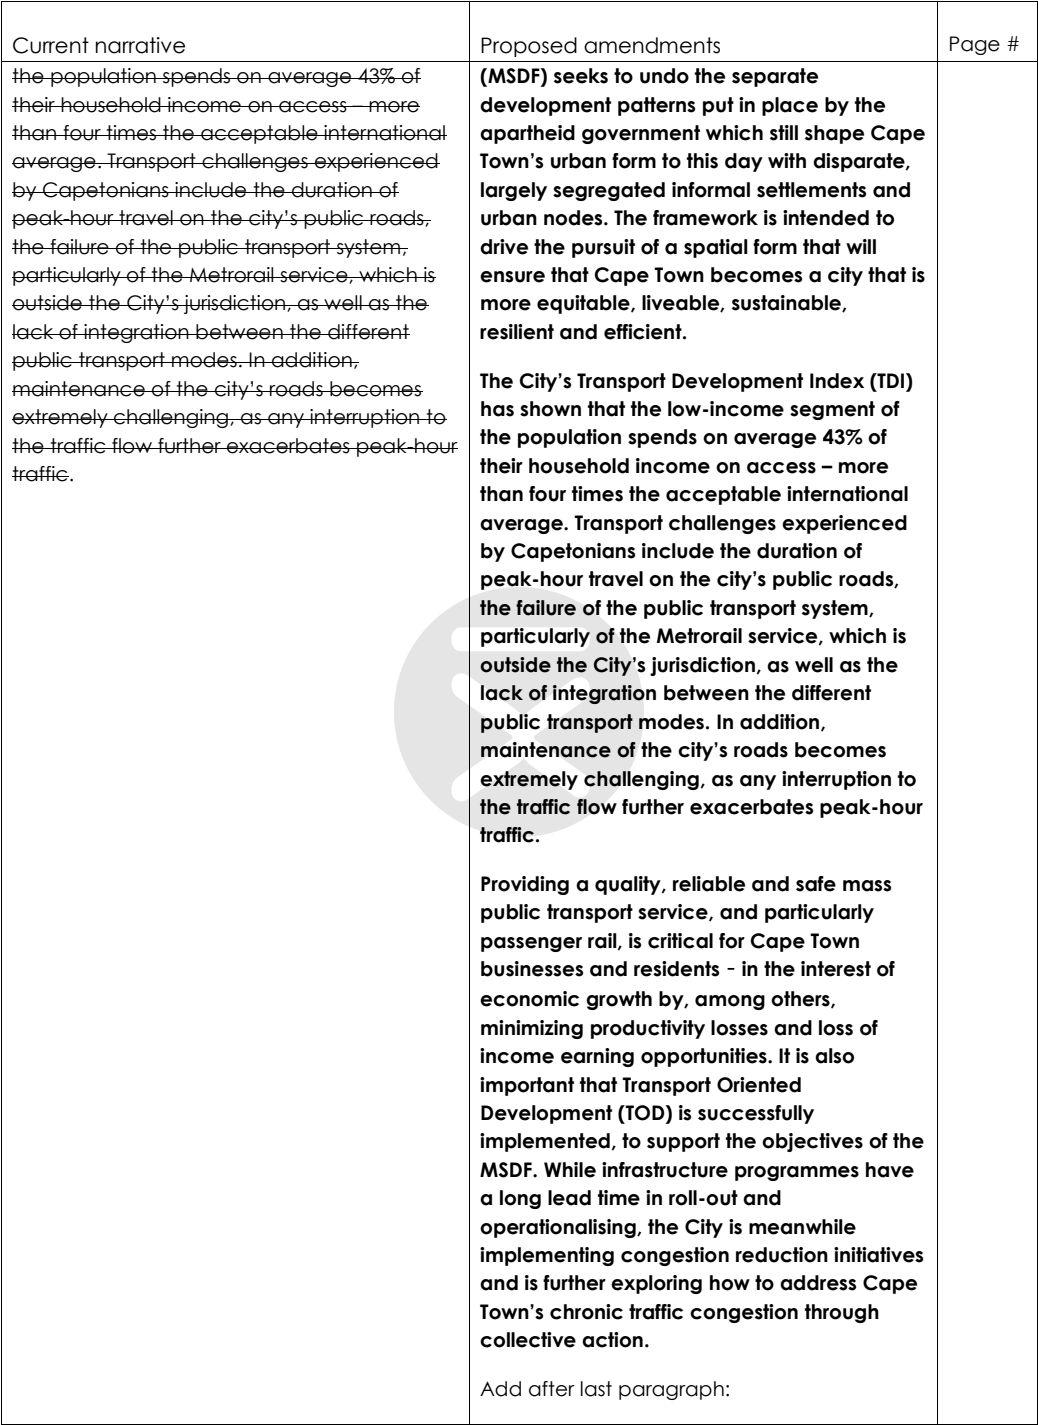 Current narrative
Proposed amendments
Page #
the population spends on average 43% of
their household income on access – more
than four times the acceptable international
average. Transport challenges experienced
by Capetonians include the duration of
peak-hour travel on the city’s public roads,
the failure of the public transport system,
particularly of the Metrorail service, which is
outside the City’s jurisdiction, as well as the
lack of integration between the different
public transport modes. In addition,
maintenance of the city’s roads becomes
extremely challenging, as any interruption to
the traffic flow further exacerbates peak-hour
traffic.
(MSDF) seeks to undo the separate
development patterns put in place by the
apartheid government which still shape Cape
Town’s urban form to this day with disparate,
largely segregated informal settlements and
urban nodes. The framework is intended to
drive the pursuit of a spatial form that will
ensure that Cape Town becomes a city that is
more equitable, liveable, sustainable,
resilient and efficient.
The City’s Transport Development Index (TDI)
has shown that the low-income segment of
the population spends on average 43% of
their household income on access – more
than four times the acceptable international
average. Transport challenges experienced
by Capetonians include the duration of
peak-hour travel on the city’s public roads,
the failure of the public transport system,
particularly of the Metrorail service, which is
outside the City’s jurisdiction, as well as the
lack of integration between the different
public transport modes. In addition,
maintenance of the city’s roads becomes
extremely challenging, as any interruption to
the traffic flow further exacerbates peak-hour
traffic.
Providing a quality, reliable and safe mass
public transport service, and particularly
passenger rail, is critical for Cape Town
businesses and residents - in the interest of
economic growth by, among others,
minimizing productivity losses and loss of
income earning opportunities. It is also
important that Transport Oriented
Development (TOD) is successfully
implemented, to support the objectives of the
MSDF. While infrastructure programmes have
a long lead time in roll-out and
operationalising, the City is meanwhile
implementing congestion reduction initiatives
and is further exploring how to address Cape
Town’s chronic traffic congestion through
collective action.
Add after last paragraph: